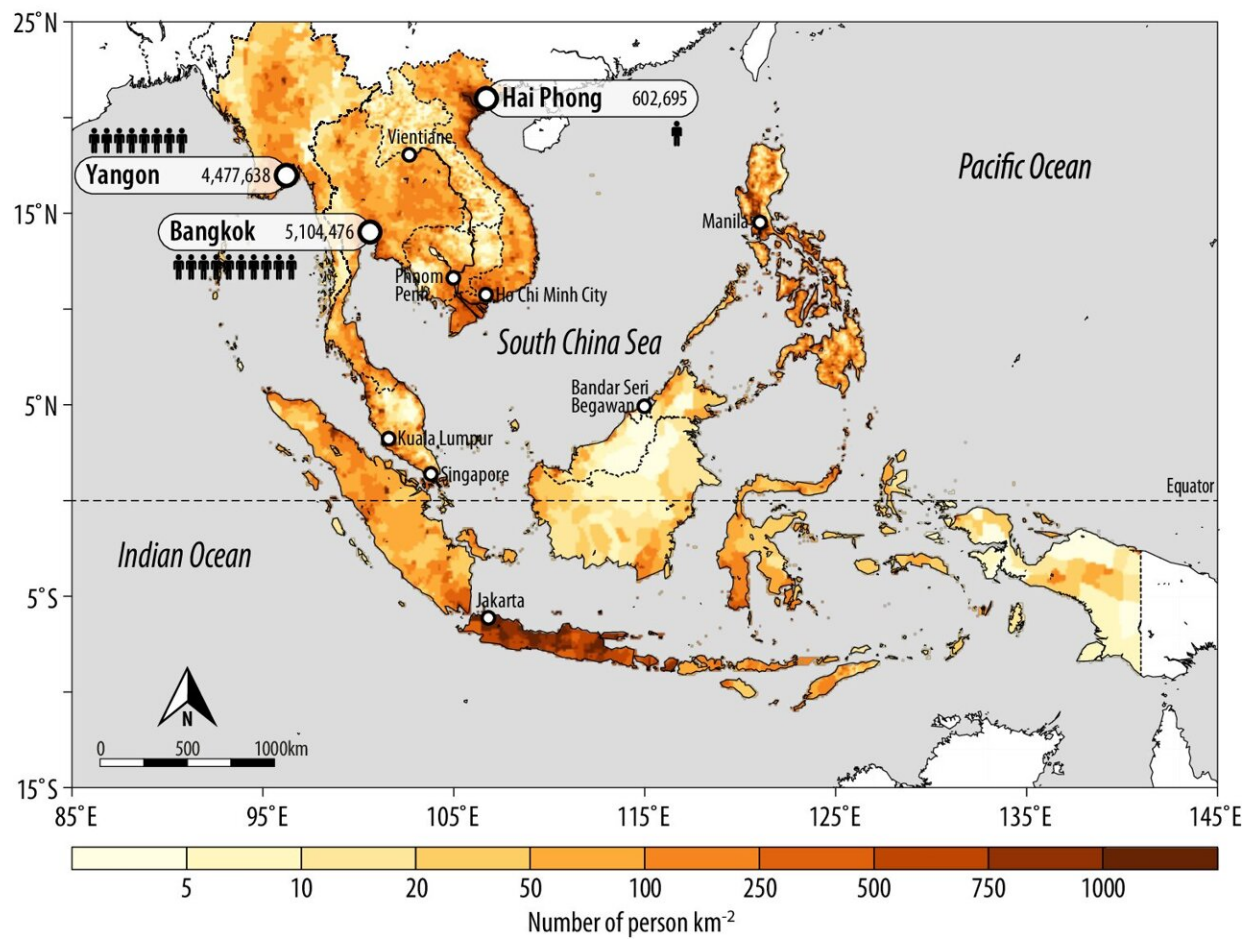 25°N
Hai Phong 602,695
Vientiane
Pacific Ocean
Yangon 4,477,638
15°N
Manila
Bangkok 5,104,476
Phnom
Penh
Ho Chi Minh City
South China Sea
Bandar Seri
Begawan
5°N
Kuala Lumpur
Singapore
Equator
Indian Ocean
5°S
Jakarta
N
0 500 1000km
15°S
85°E 95°E 105°E 115°E 125°E 135°E 145°E
5 10 20 50 100 250 500 750 1000
Number of person km-2